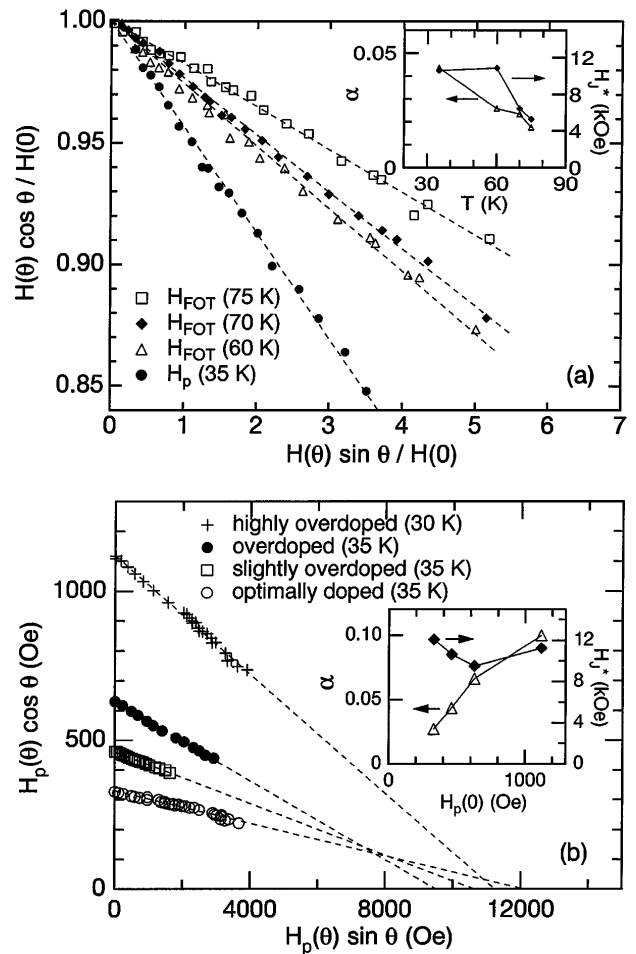 1.00
0.95
0.90
0.85
H(θ) cos θ / H(0)
0 1 2 3 4 5 6 7
H(θ) sin θ / H(0)
H_FOT (75 K)
H_FOT (70 K)
H_FOT (60 K)
H_p (35 K)
(a)
0.05
0
α
12
8
4
0
H_J* (kOe)
30 60 90
T (K)
1000
500
0
H_p(θ) cos θ (Oe)
0 4000 8000 12000
H_p(θ) sin θ (Oe)
highly overdoped (30 K)
overdoped (35 K)
slightly overdoped (35 K)
optimally doped (35 K)
(b)
0.10
0.05
0.00
α
12
8
4
0
H_J* (kOe)
0 1000
H_p(0) (Oe)